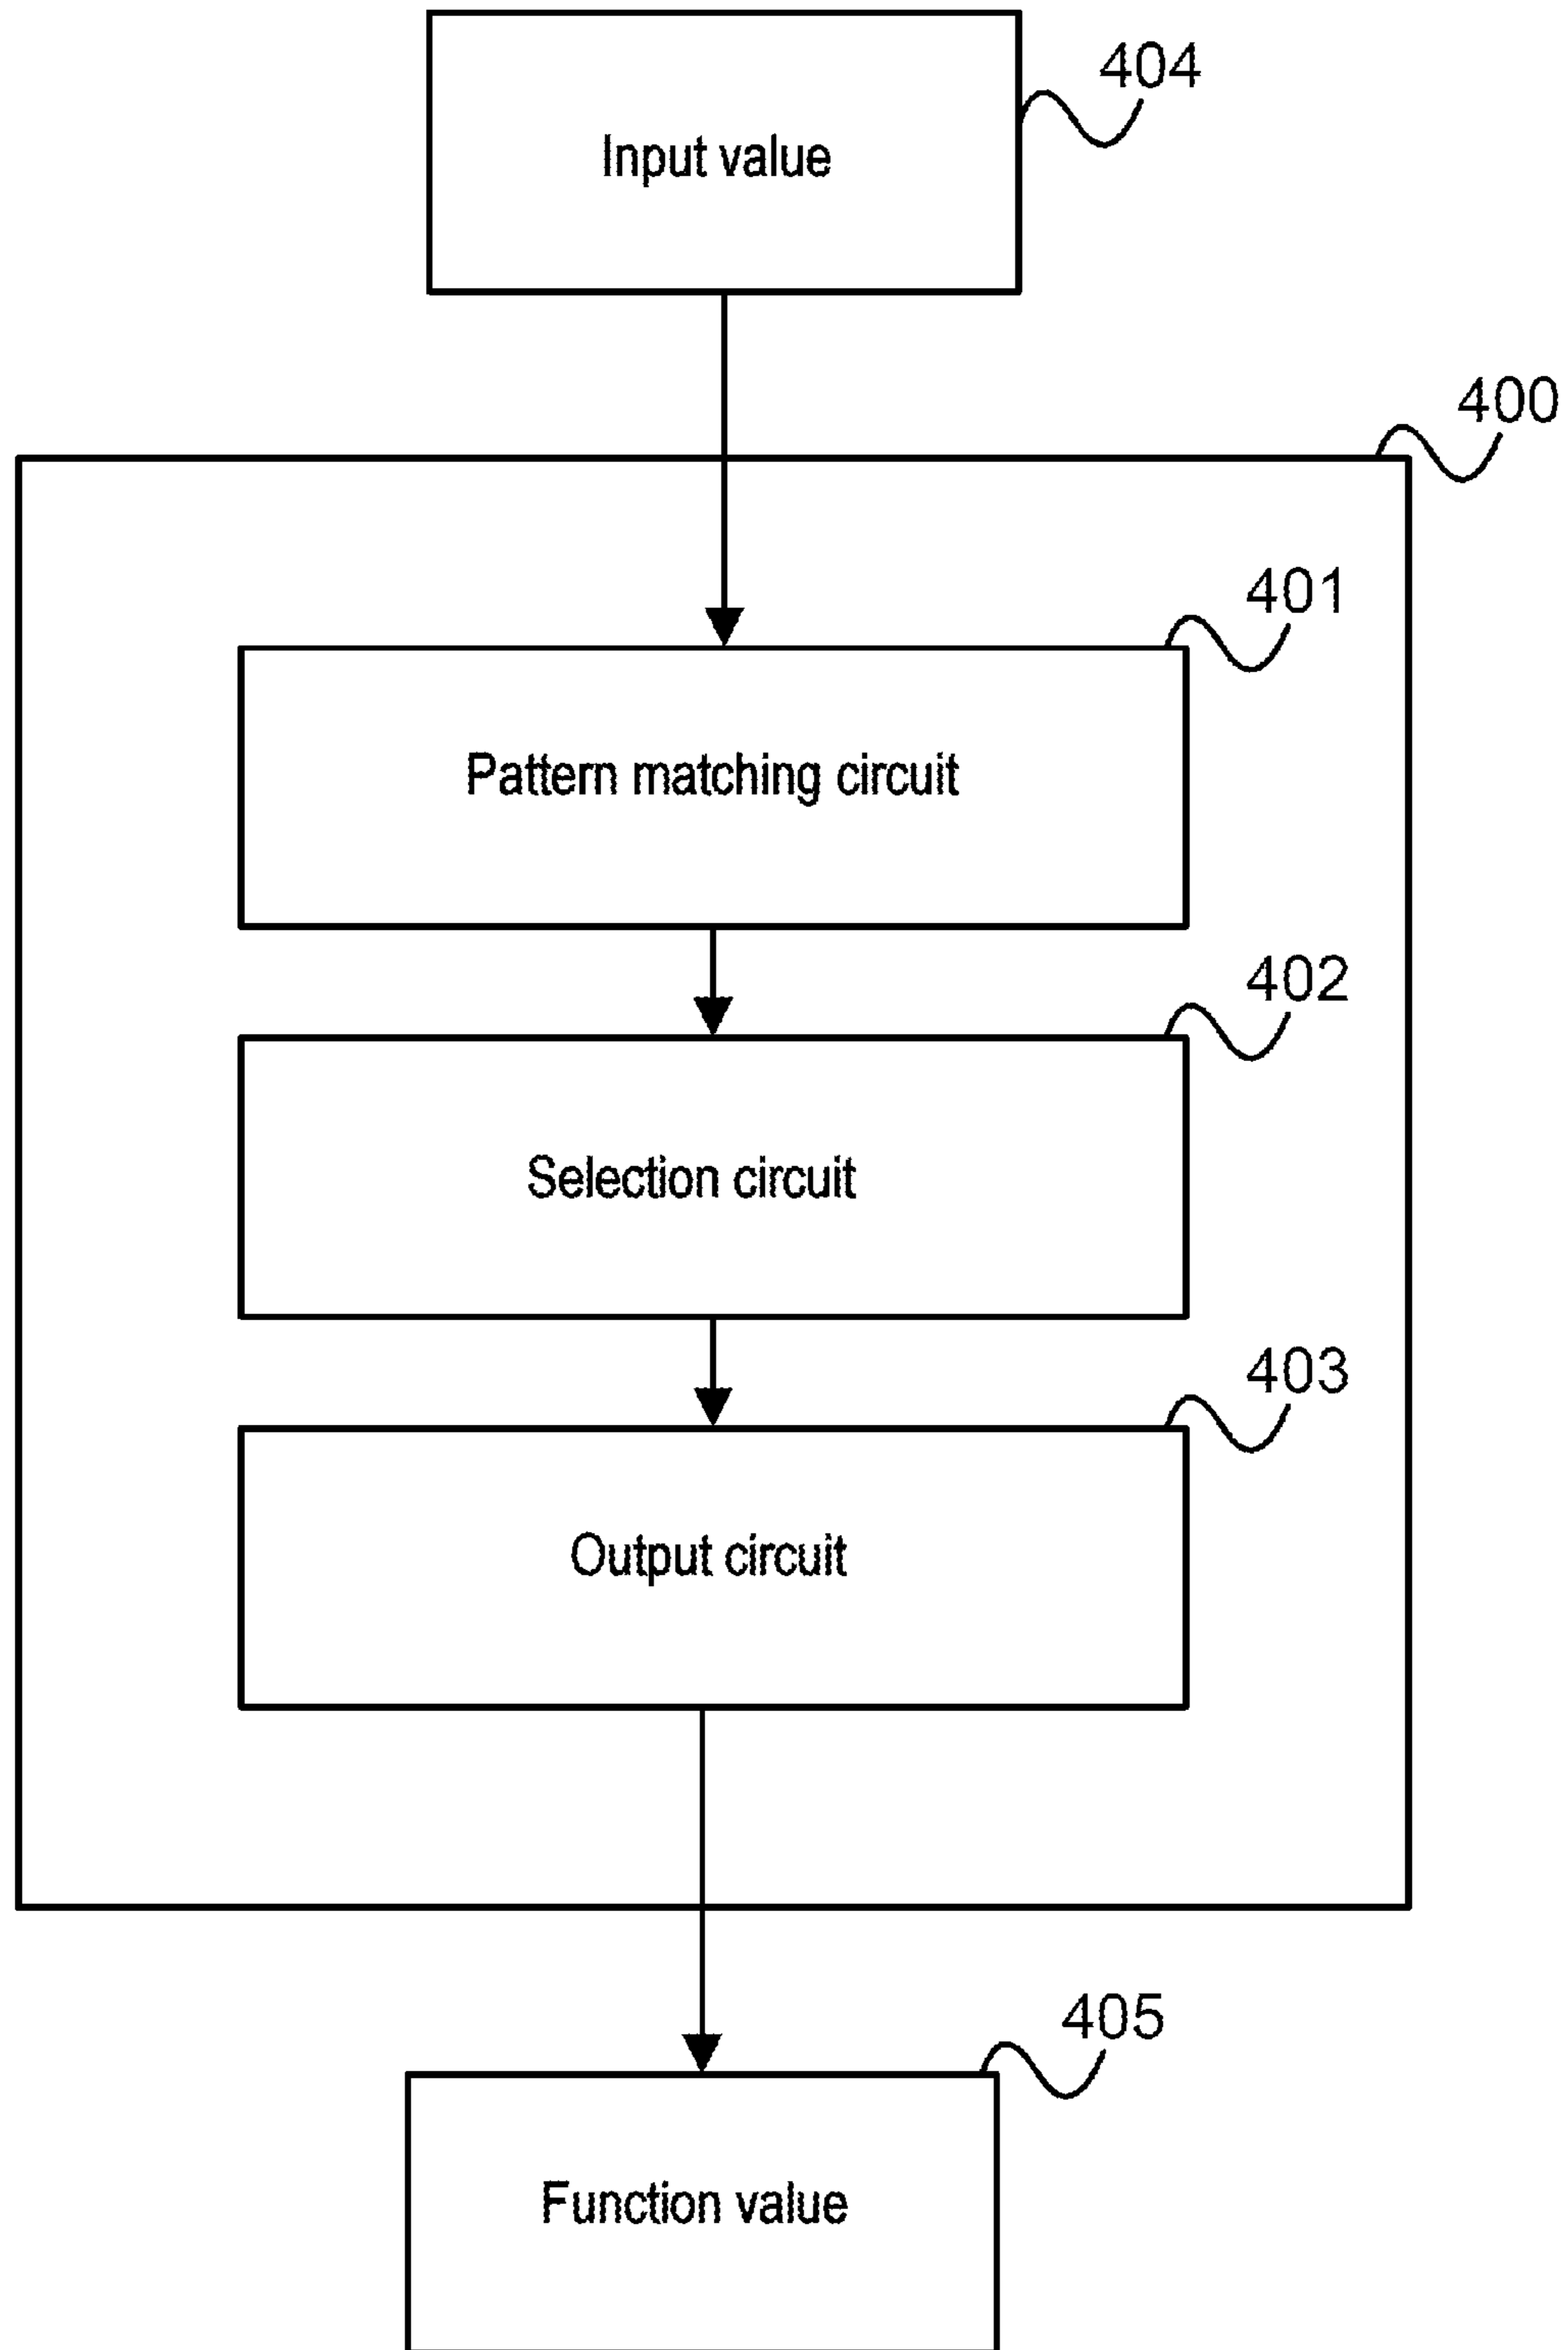 404
Input value
400
401
Pattern matching circuit
402
Selection circuit
403
Output circuit
405
Function value